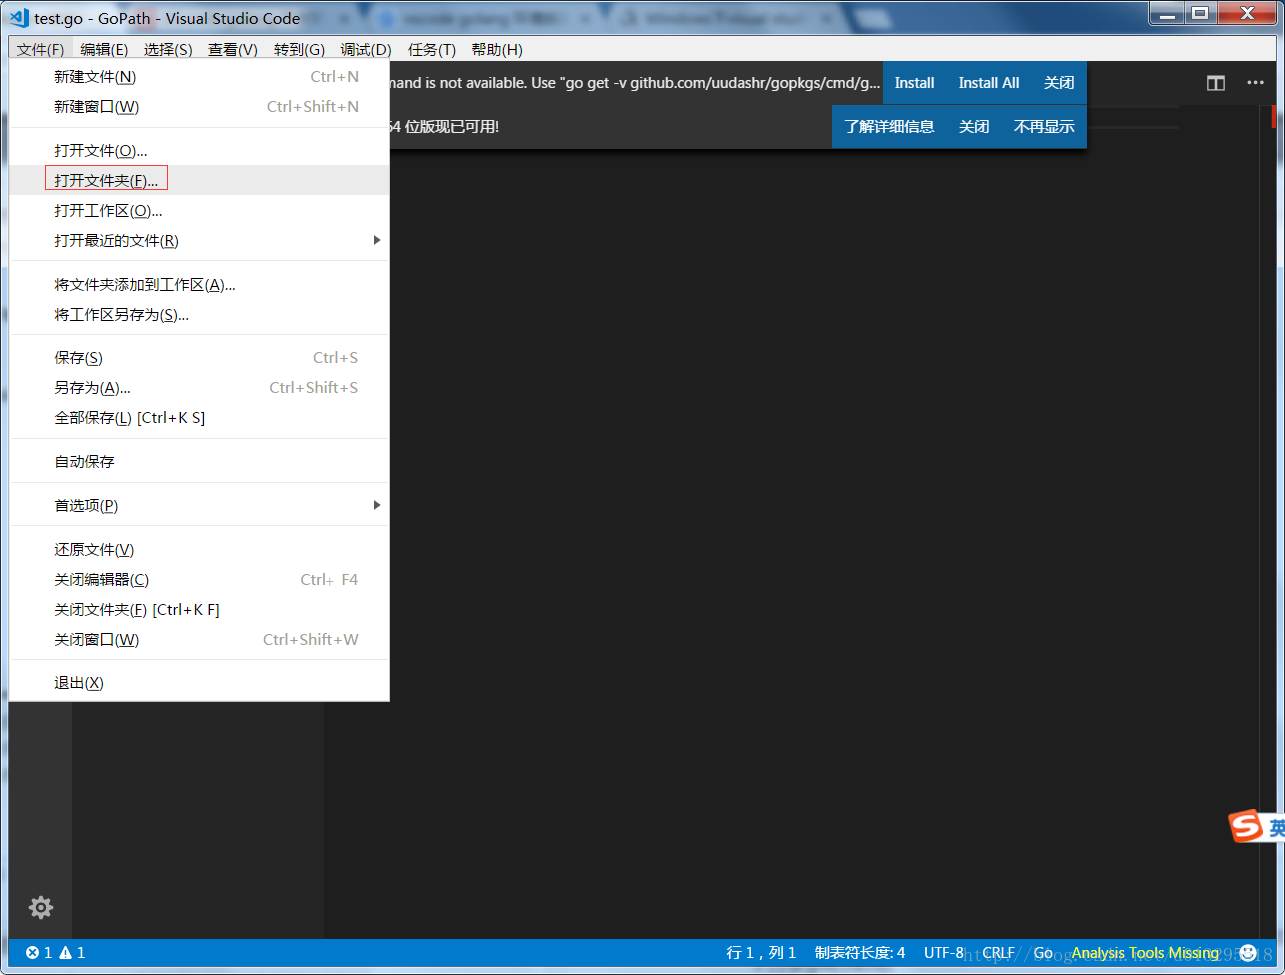 test.go - GoPath - Visual Studio Code
文件(F) 编辑(E) 选择(S) 查看(V) 转到(G) 调试(D) 任务(T) 帮助(H)
新建文件(N) Ctrl+N
新建窗口(W) Ctrl+Shift+N
打开文件(O)...
打开文件夹(F)...
打开工作区(O)...
打开最近的文件(R)
将文件夹添加到工作区(A)...
将工作区另存为(S)...
保存(S) Ctrl+S
另存为(A)... Ctrl+Shift+S
全部保存(L) [Ctrl+K S]
自动保存
首选项(P)
还原文件(V)
关闭编辑器(C) Ctrl+ F4
关闭文件夹(F) [Ctrl+K F]
关闭窗口(W) Ctrl+Shift+W
退出(X)
mand is not available. Use "go get -v github.com/uudashr/gopkgs/cmd/g... Install Install All 关闭
64 位版现已可用! 了解详细信息 关闭 不再显示
英
1 1 行 1，列 1 制表符长度: 4 UTF-8 CRLF Go Analysis Tools Missing